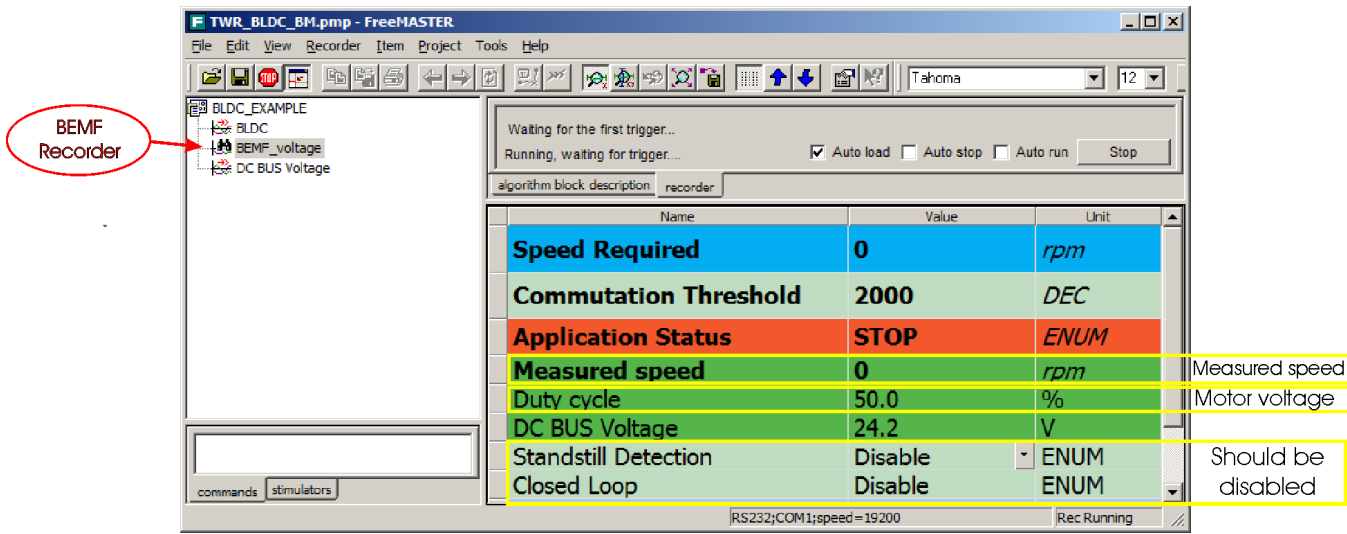 TWR_BLDC_BM.pmp - FreeMASTER
File Edit View Recorder Item Project Tools Help
STOP
Tahoma 12
BLDC_EXAMPLE
BLDC
BEMF_voltage
DC BUS Voltage
BEMF
Recorder
Waiting for the first trigger...
Running, waiting for trigger....
Auto load Auto stop Auto run Stop
algorithm block description recorder
Name Value Unit
Speed Required 0 rpm
Commutation Threshold 2000 DEC
Application Status STOP ENUM
Measured speed 0 rpm Measured speed
Duty cycle 50.0 % Motor voltage
DC BUS Voltage 24.2 V
Standstill Detection Disable ENUM
Closed Loop Disable ENUM
Should be
disabled
commands stimulators
RS232;COM1;speed=19200 Rec Running